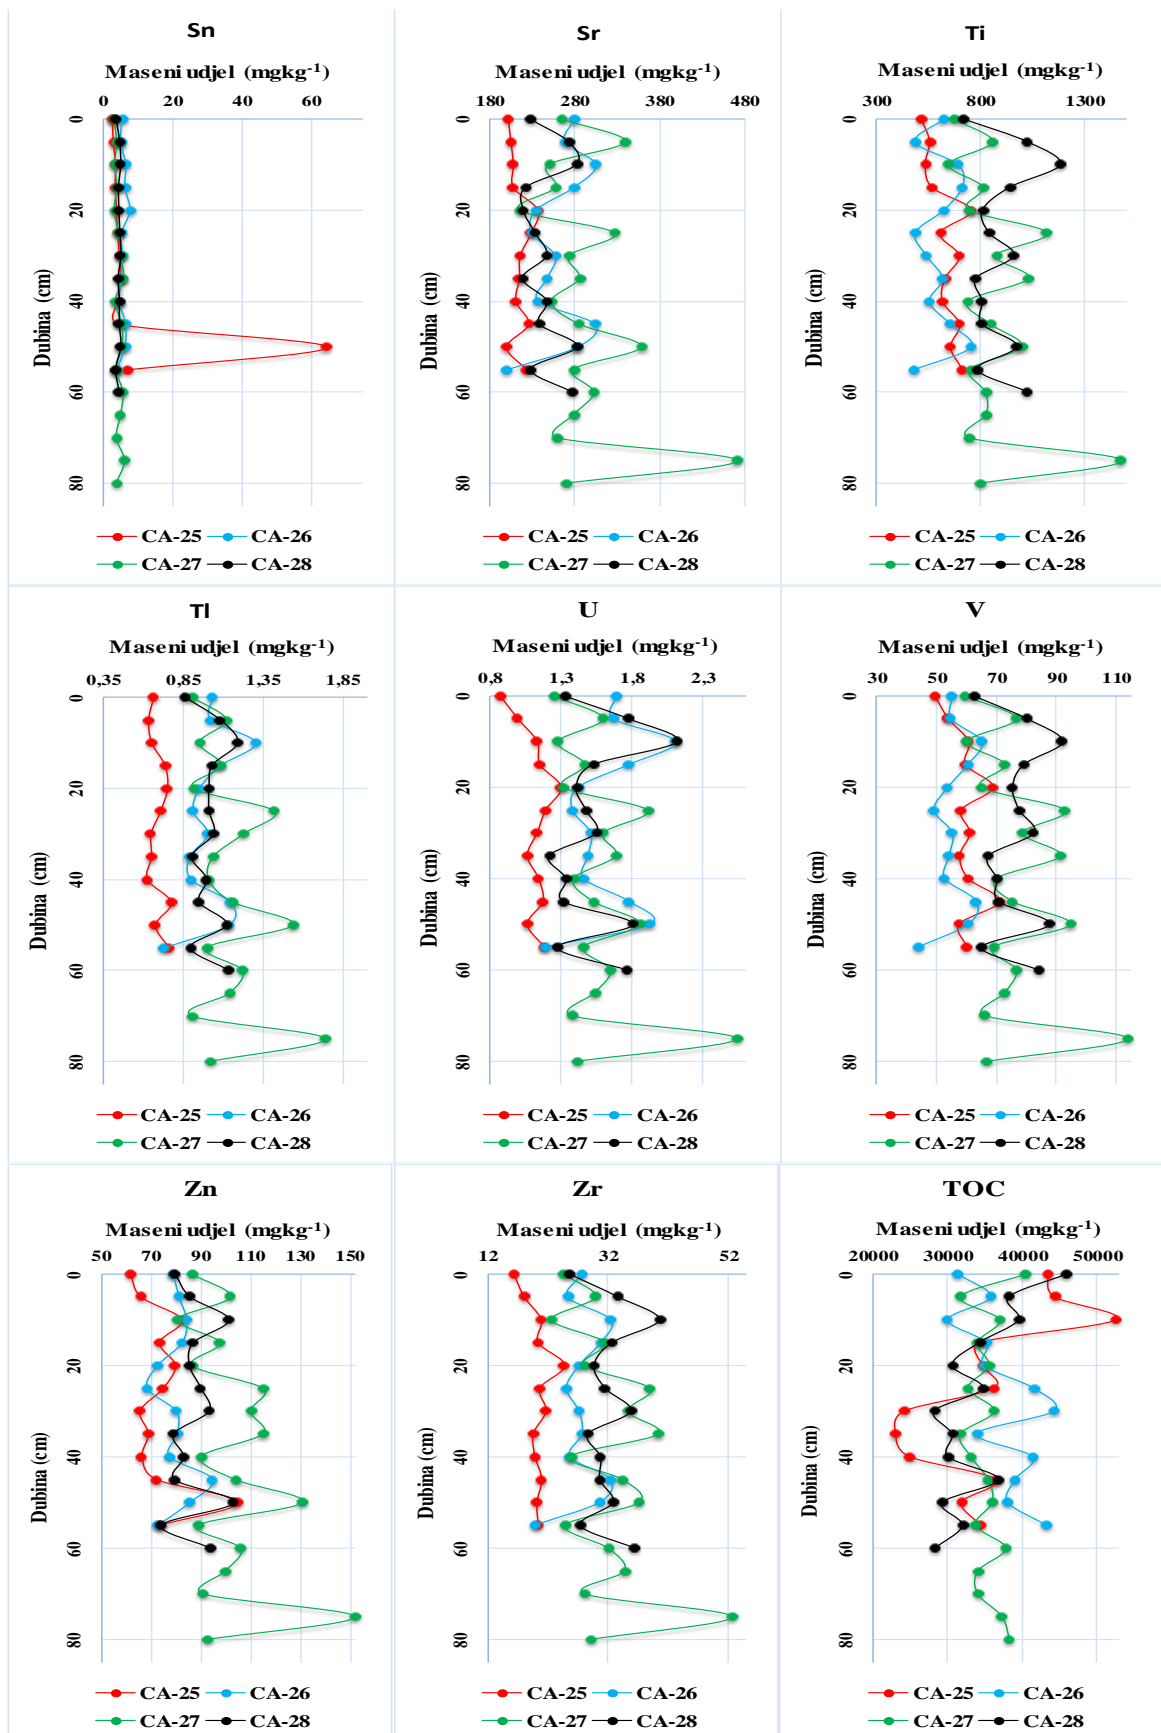 Sn
Maseni udjel (mgkg-1)
0 20 40 60
Dubina (cm)
0
20
40
60
80
CA-25 CA-26
CA-27 CA-28
Sr
Maseni udjel (mgkg-1)
180 280 380 480
Dubina (cm)
0
20
40
60
80
CA-25 CA-26
CA-27 CA-28
Ti
Maseni udjel (mgkg-1)
300 800 1300
Dubina (cm)
0
20
40
60
80
CA-25 CA-26
CA-27 CA-28
Tl
Maseni udjel (mgkg-1)
0,35 0,85 1,35 1,85
Dubina (cm)
0
20
40
60
80
CA-25 CA-26
CA-27 CA-28
U
Maseni udjel (mgkg-1)
0,8 1,3 1,8 2,3
Dubina (cm)
0
20
40
60
80
CA-25 CA-26
CA-27 CA-28
V
Maseni udjel (mgkg-1)
30 50 70 90 110
Dubina (cm)
0
20
40
60
80
CA-25 CA-26
CA-27 CA-28
Zn
Maseni udjel (mgkg-1)
50 70 90 110 130 150
Dubina (cm)
0
20
40
60
80
CA-25 CA-26
CA-27 CA-28
Zr
Maseni udjel (mgkg-1)
12 32 52
Dubina (cm)
0
20
40
60
80
CA-25 CA-26
CA-27 CA-28
TOC
Maseni udjel (mgkg-1)
20000 30000 40000 50000
Dubina (cm)
0
20
40
60
80
CA-25 CA-26
CA-27 CA-28